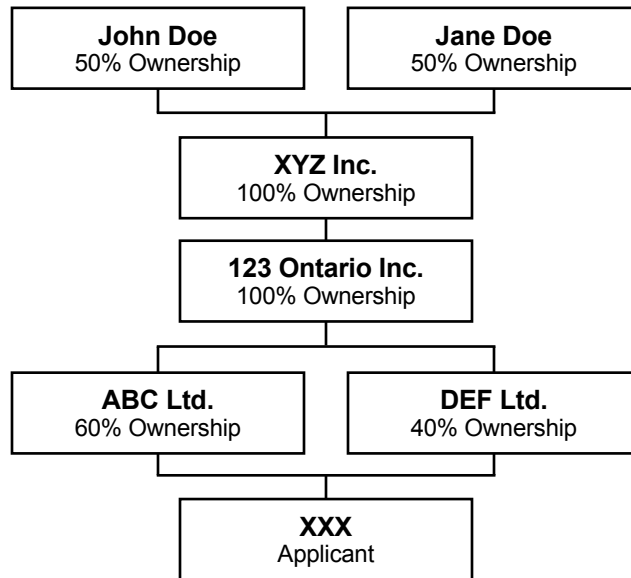 John Doe
50% Ownership
Jane Doe
50% Ownership
XYZ Inc.
100% Ownership
123 Ontario Inc.
100% Ownership
ABC Ltd.
60% Ownership
DEF Ltd.
40% Ownership
XXX
Applicant